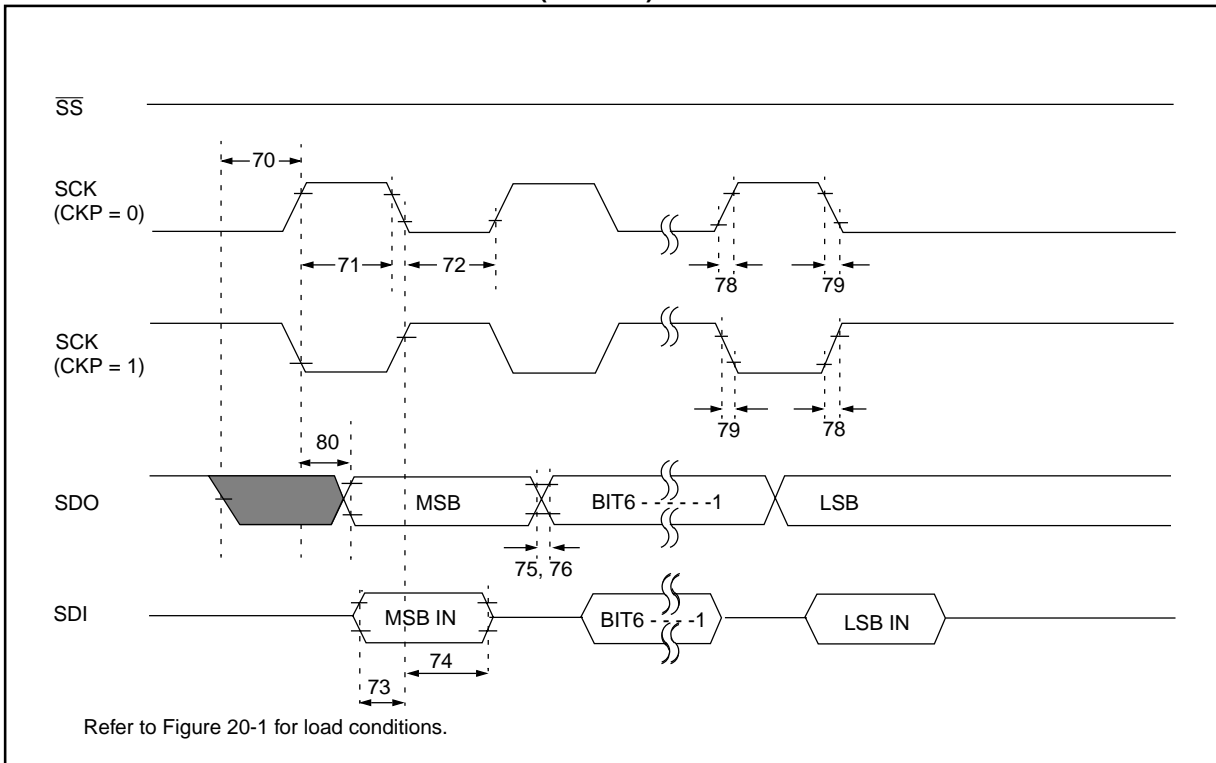 SS
70
SCK
(CKP = 0)
71
72
78
79
SCK
(CKP = 1)
79
78
80
SDO
MSB
BIT6 - - - - - -1
LSB
75, 76
SDI
MSB IN
BIT6 - - - - -1
LSB IN
74
73
Refer to Figure 20-1 for load conditions.